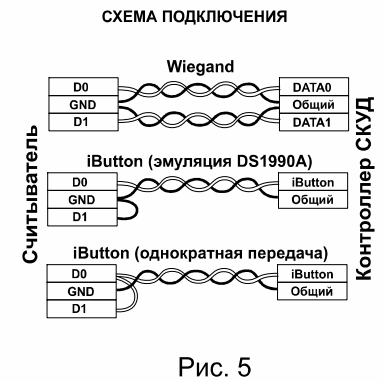 СХЕМА ПОДКЛЮЧЕНИЯ
Wiegand
D0 DATA0
GND Общий
D1 DATA1
iButton (эмуляция DS1990A)
D0 iButton
GND Общий
D1
iButton (однократная передача)
D0 iButton
GND Общий
D1
Считыватель
Контроллер СКУД
Рис. 5